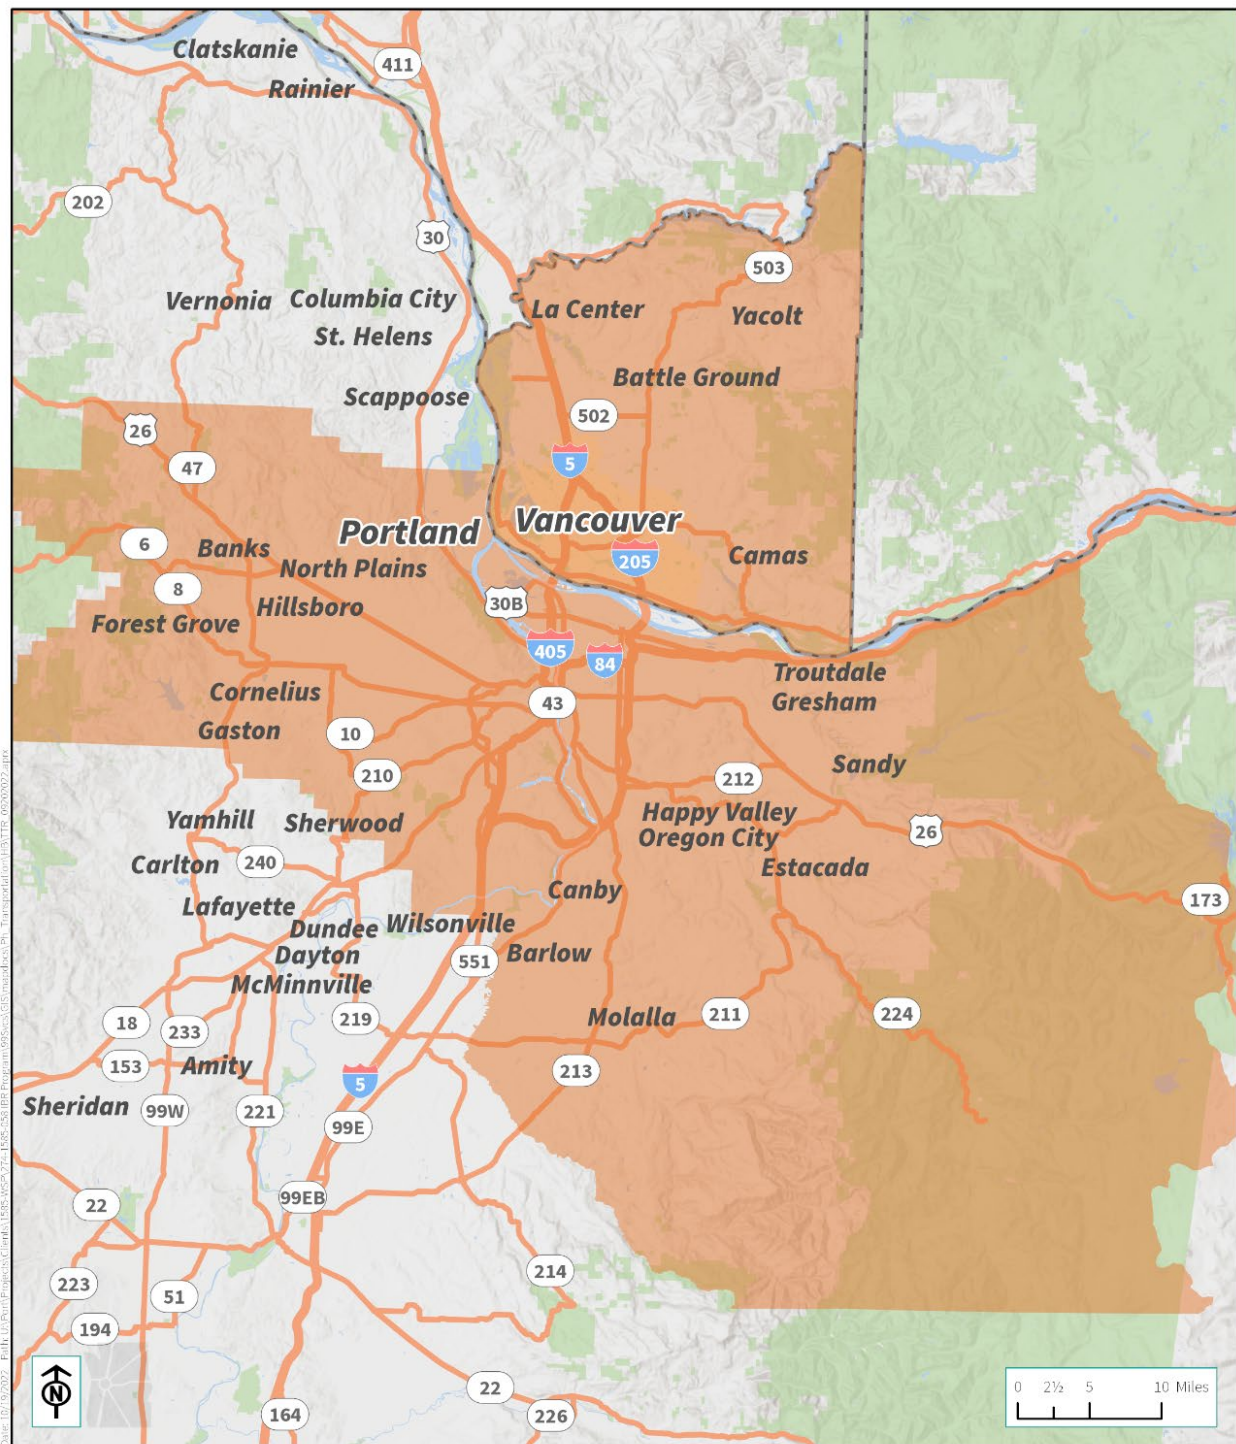 Clatskanie
411
Rainier
202
30
503
Vernonia
Columbia City
La Center
Yacolt
St. Helens
Battle Ground
Scappoose
502
26
5
47
Portland
Vancouver
6
Banks
205
Camas
North Plains
8
Hillsboro
30B
Forest Grove
405
84
Troutdale
Cornelius
43
Gresham
Gaston
10
Sandy
210
212
Yamhill
Sherwood
Happy Valley
26
Oregon City
Carlton
240
Estacada
Canby
173
Lafayette
Dundee
Wilsonville
Dayton
551
Barlow
McMinnville
18
233
219
Molalla
211
224
153
Amity
5
213
Sheridan
99W
221
99E
22
99EB
223
51
214
194
N
0 2½ 5 10 Miles
22
164
226